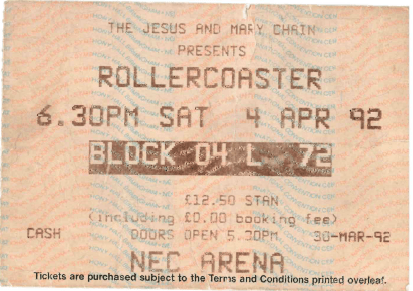 THE JESUS AND MARY CHAIN
PRESENTS
ROLLERCOASTER
6.30PM SAT 4 APR 92
BLOCK 04 L 72
£12.50 STAN
(including £0.00 booking fee)
CASH DOORS OPEN 5.30PM 30-MAR-92
NEC ARENA
Tickets are purchased subject to the Terms and Conditions printed overleaf.